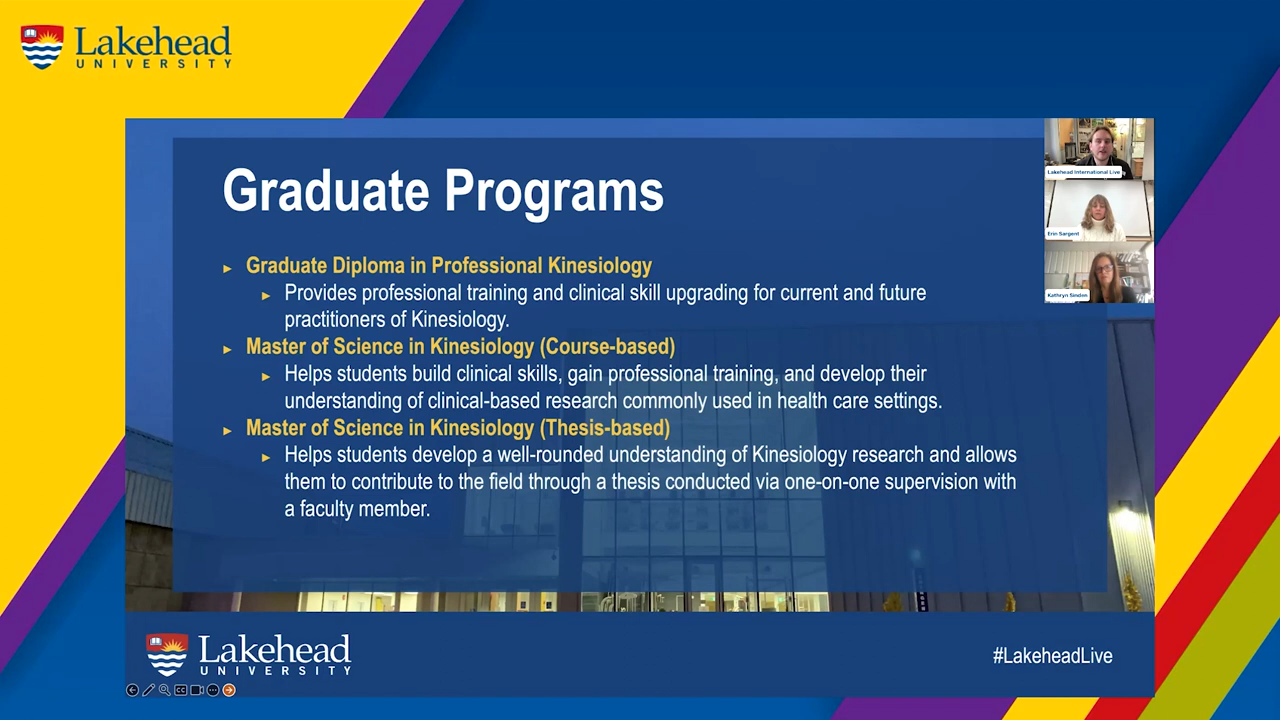 Lakehead
UNIVERSITY
Graduate Programs
Lakehead International Live
Erin Sargent
Kathryn Sinden
Graduate Diploma in Professional Kinesiology
Provides professional training and clinical skill upgrading for current and future
practitioners of Kinesiology.
Master of Science in Kinesiology (Course-based)
Helps students build clinical skills, gain professional training, and develop their
understanding of clinical-based research commonly used in health care settings.
Master of Science in Kinesiology (Thesis-based)
Helps students develop a well-rounded understanding of Kinesiology research and allows
them to contribute to the field through a thesis conducted via one-on-one supervision with
a faculty member.
Lakehead
UNIVERSITY
#LakeheadLive
CC